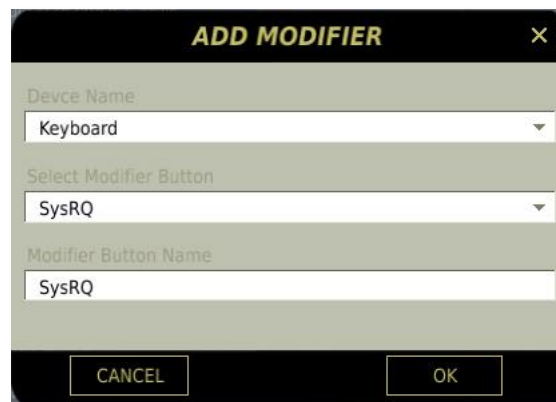 ADD MODIFIER
Devce Name
Keyboard
Select Modifier Button
SysRQ
Modifier Button Name
SysRQ
CANCEL OK